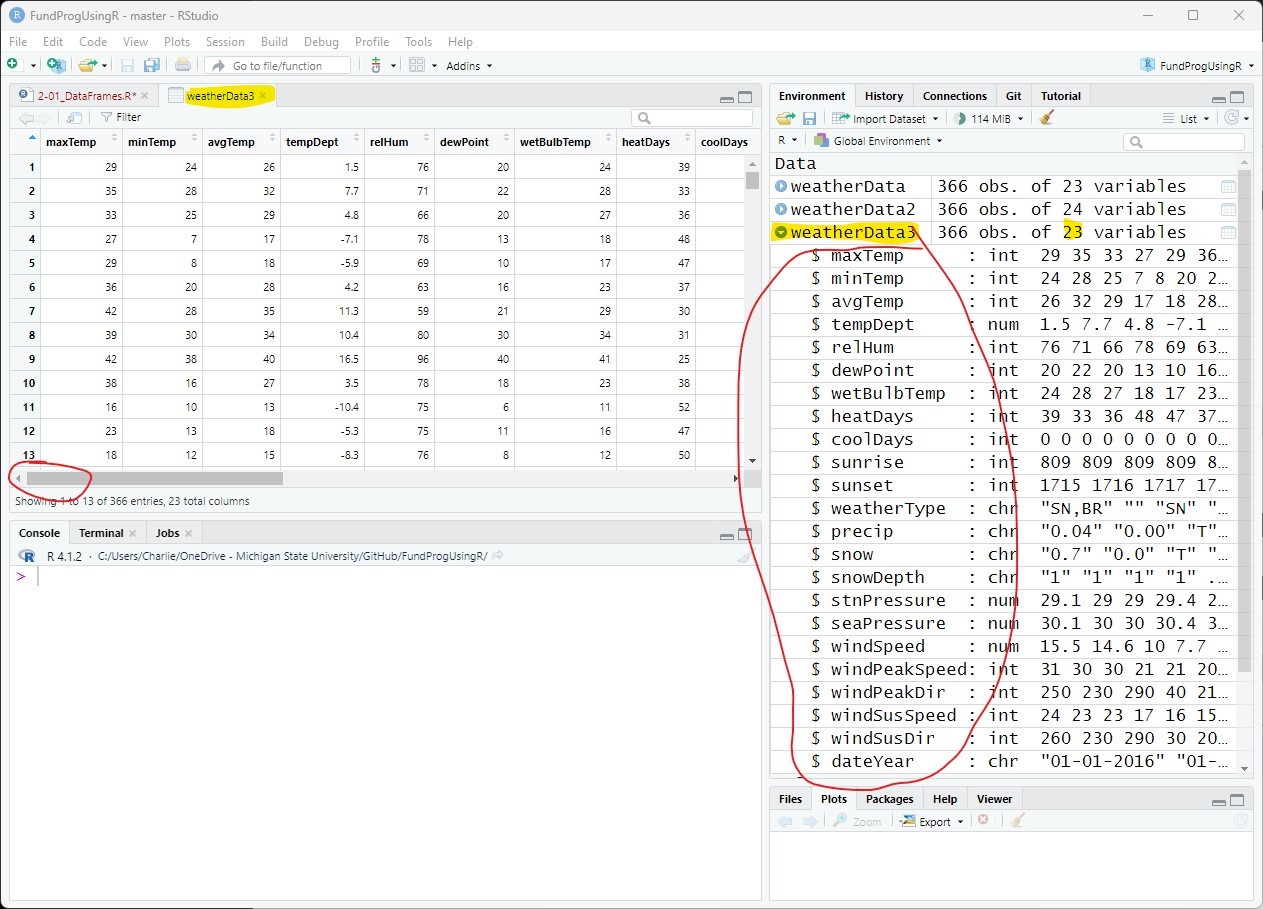 FundProgUsingR - master - RStudio
File Edit Code View Plots Session Build Debug Profile Tools Help
Go to file/function Addins FundProgUsingR
2-01_DataFrames.R* weatherData3
Filter
maxTemp minTemp avgTemp tempDept relHum dewPoint wetBulbTemp heatDays coolDays
1 29 24 26 1.5 76 20 24 39
2 35 28 32 7.7 71 22 28 33
3 33 25 29 4.8 66 20 27 36
4 27 7 17 -7.1 78 13 18 48
5 29 8 18 -5.9 69 10 17 47
6 36 20 28 4.2 63 16 23 37
7 42 28 35 11.3 59 21 29 30
8 39 30 34 10.4 80 30 34 31
9 42 38 40 16.5 96 40 41 25
10 38 16 27 3.5 78 18 23 38
11 16 10 13 -10.4 75 6 11 52
12 23 13 18 -5.3 75 11 16 47
13 18 12 15 -8.3 76 8 12 50
Showing 1 to 13 of 366 entries, 23 total columns
Console Terminal Jobs
R 4.1.2 · C:/Users/Charlie/OneDrive - Michigan State University/GitHub/FundProgUsingR/
>
Environment History Connections Git Tutorial
Import Dataset 114 MiB List
R Global Environment
Data
weatherData 366 obs. of 23 variables
weatherData2 366 obs. of 24 variables
weatherData3 366 obs. of 23 variables
$ maxTemp : int 29 35 33 27 29 36…
$ minTemp : int 24 28 25 7 8 20 2…
$ avgTemp : int 26 32 29 17 18 28…
$ tempDept : num 1.5 7.7 4.8 -7.1 …
$ relHum : int 76 71 66 78 69 63…
$ dewPoint : int 20 22 20 13 10 16…
$ wetBulbTemp : int 24 28 27 18 17 23…
$ heatDays : int 39 33 36 48 47 37…
$ coolDays : int 0 0 0 0 0 0 0 0 0…
$ sunrise : int 809 809 809 809 8…
$ sunset : int 1715 1716 1717 17…
$ weatherType : chr "SN,BR" "" "SN" "…
$ precip : chr "0.04" "0.00" "T"…
$ snow : chr "0.7" "0.0" "T" "…
$ snowDepth : chr "1" "1" "1" "1" .…
$ stnPressure : num 29.1 29 29 29.4 2…
$ seaPressure : num 30.1 30 30 30.4 3…
$ windSpeed : num 15.5 14.6 10 7.7 …
$ windPeakSpeed: int 31 30 30 21 21 20…
$ windPeakDir : int 250 230 290 40 21…
$ windSusSpeed : int 24 23 23 17 16 15…
$ windSusDir : int 260 230 290 30 20…
$ dateYear : chr "01-01-2016" "01-…
Files Plots Packages Help Viewer
Zoom Export